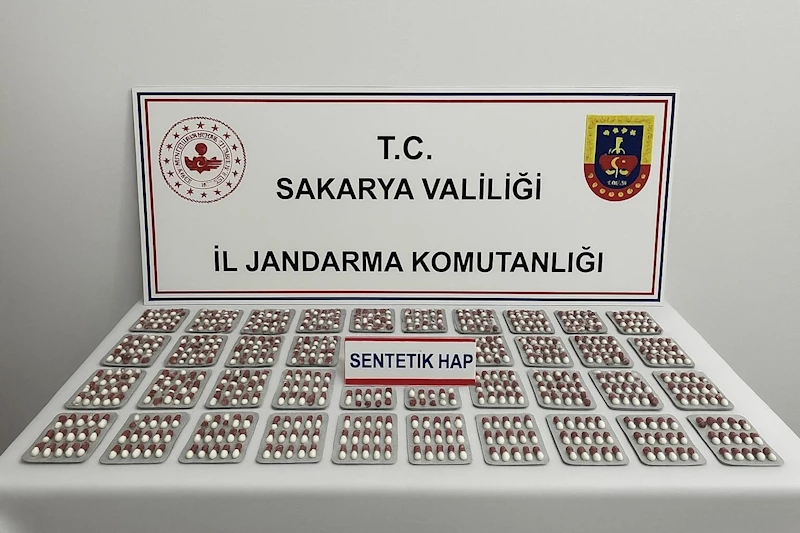 T.C.
SAKARYA VALİLİĞİ
İL JANDARMA KOMUTANLIĞI
SENTETİK HAP